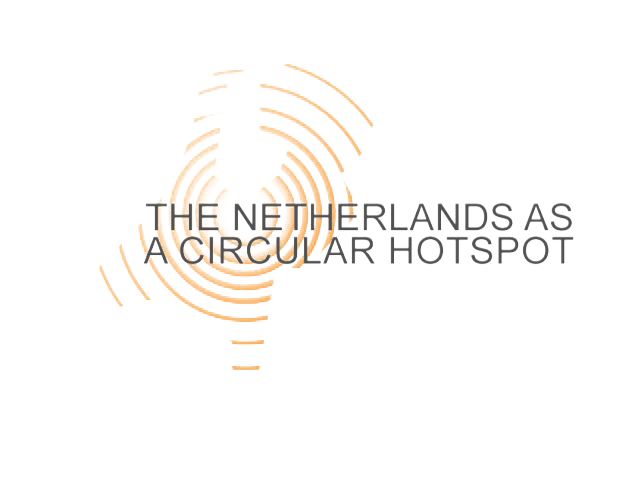 THE NETHERLANDS AS
A CIRCULAR HOTSPOT